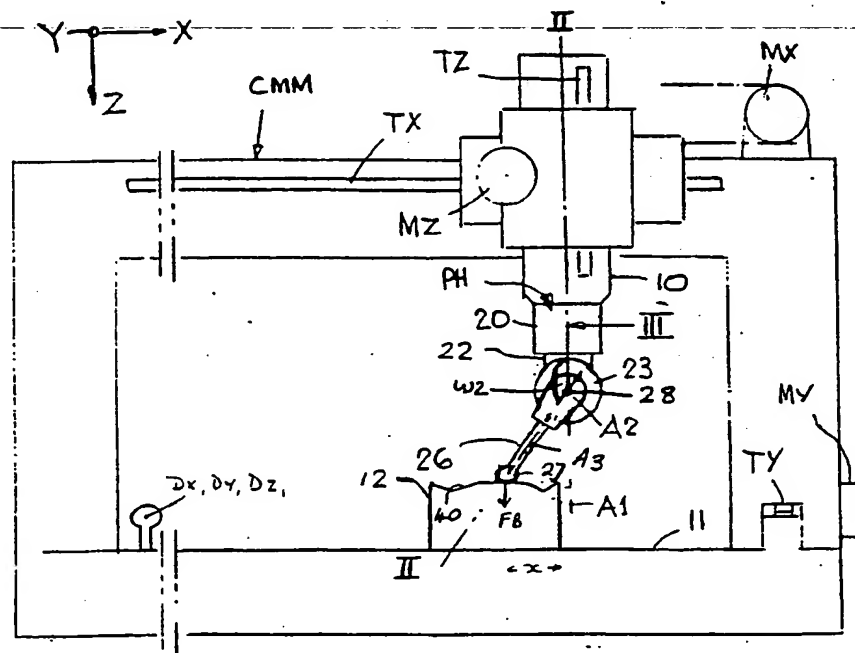 II
Y X
Z
TZ
MX
CMM
TX
MZ
PH
10
20
III
22
23
W2
28
A2
MY
26
A3
27
TY
12
Dx, Dy, Dz,
40
FB
A1
11
II
x